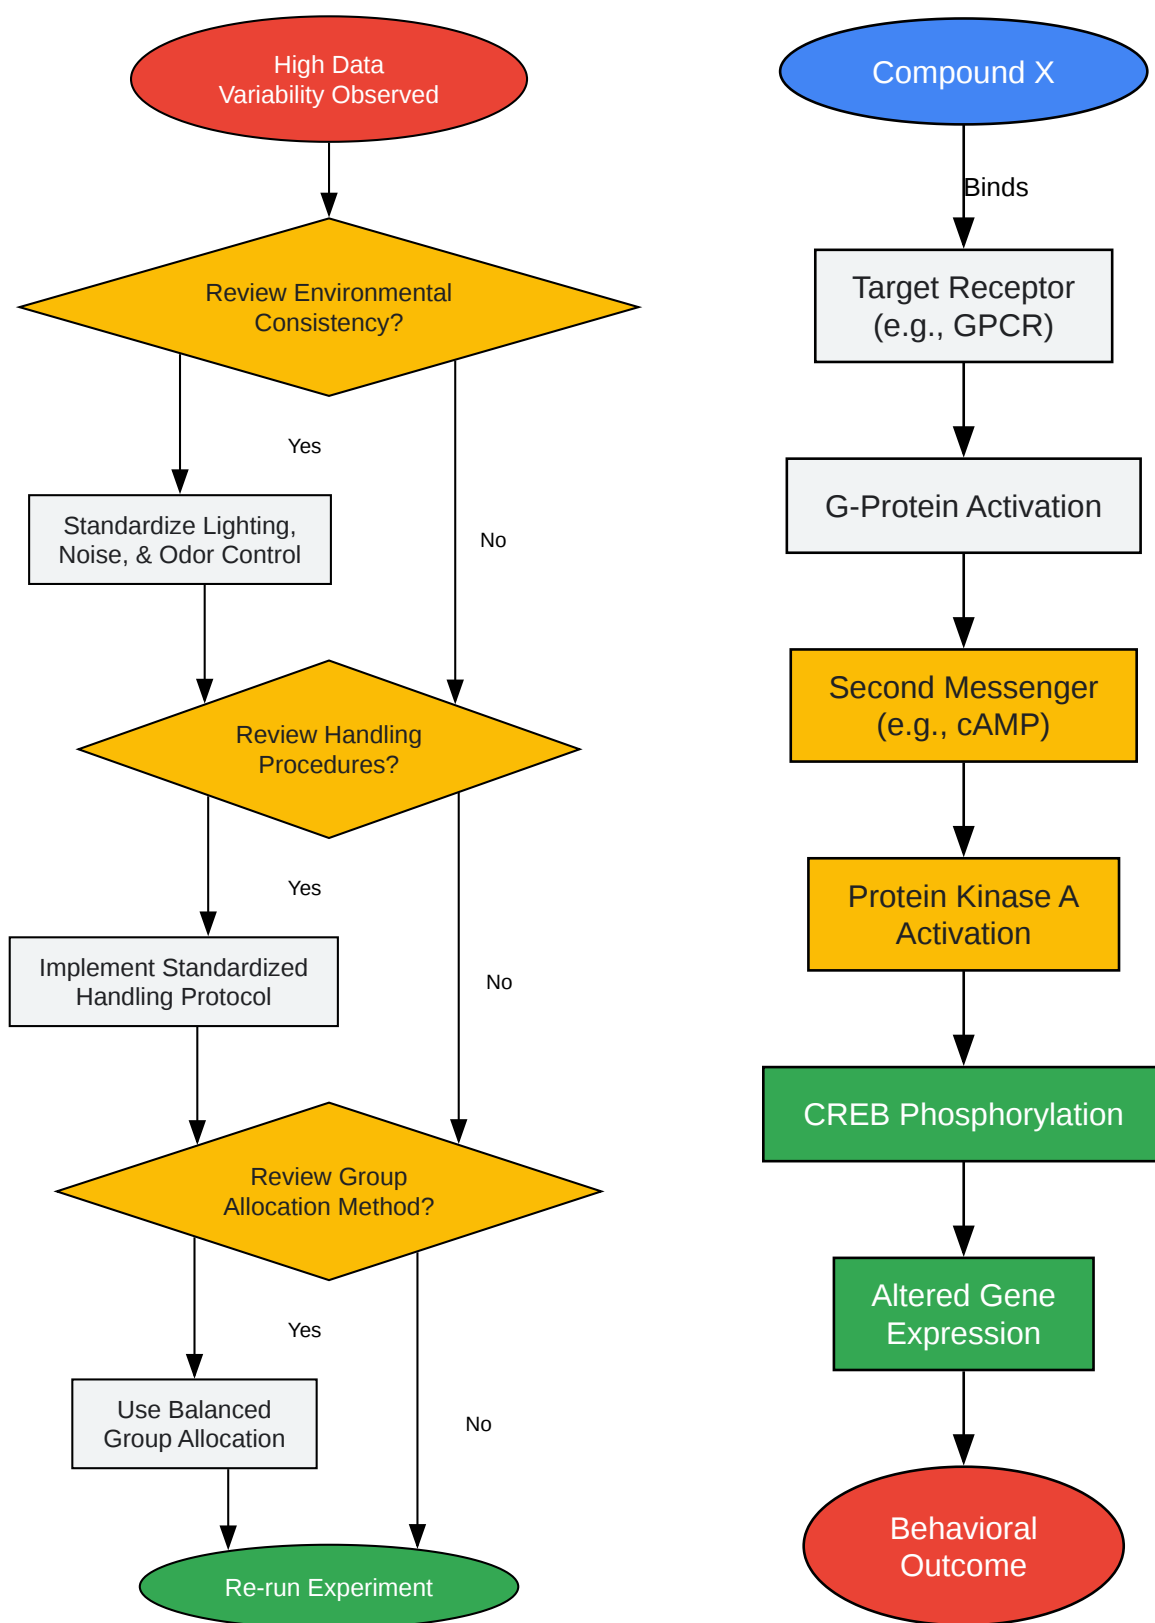 High Data
Variability Observed
Review Environmental
Consistency?
Yes
No
Standardize Lighting,
Noise, & Odor Control
Review Handling
Procedures?
Yes
No
Implement Standardized
Handling Protocol
Review Group
Allocation Method?
Yes
No
Use Balanced
Group Allocation
Re-run Experiment
Compound X
Binds
Target Receptor
(e.g., GPCR)
G-Protein Activation
Second Messenger
(e.g., cAMP)
Protein Kinase A
Activation
CREB Phosphorylation
Altered Gene
Expression
Behavioral
Outcome